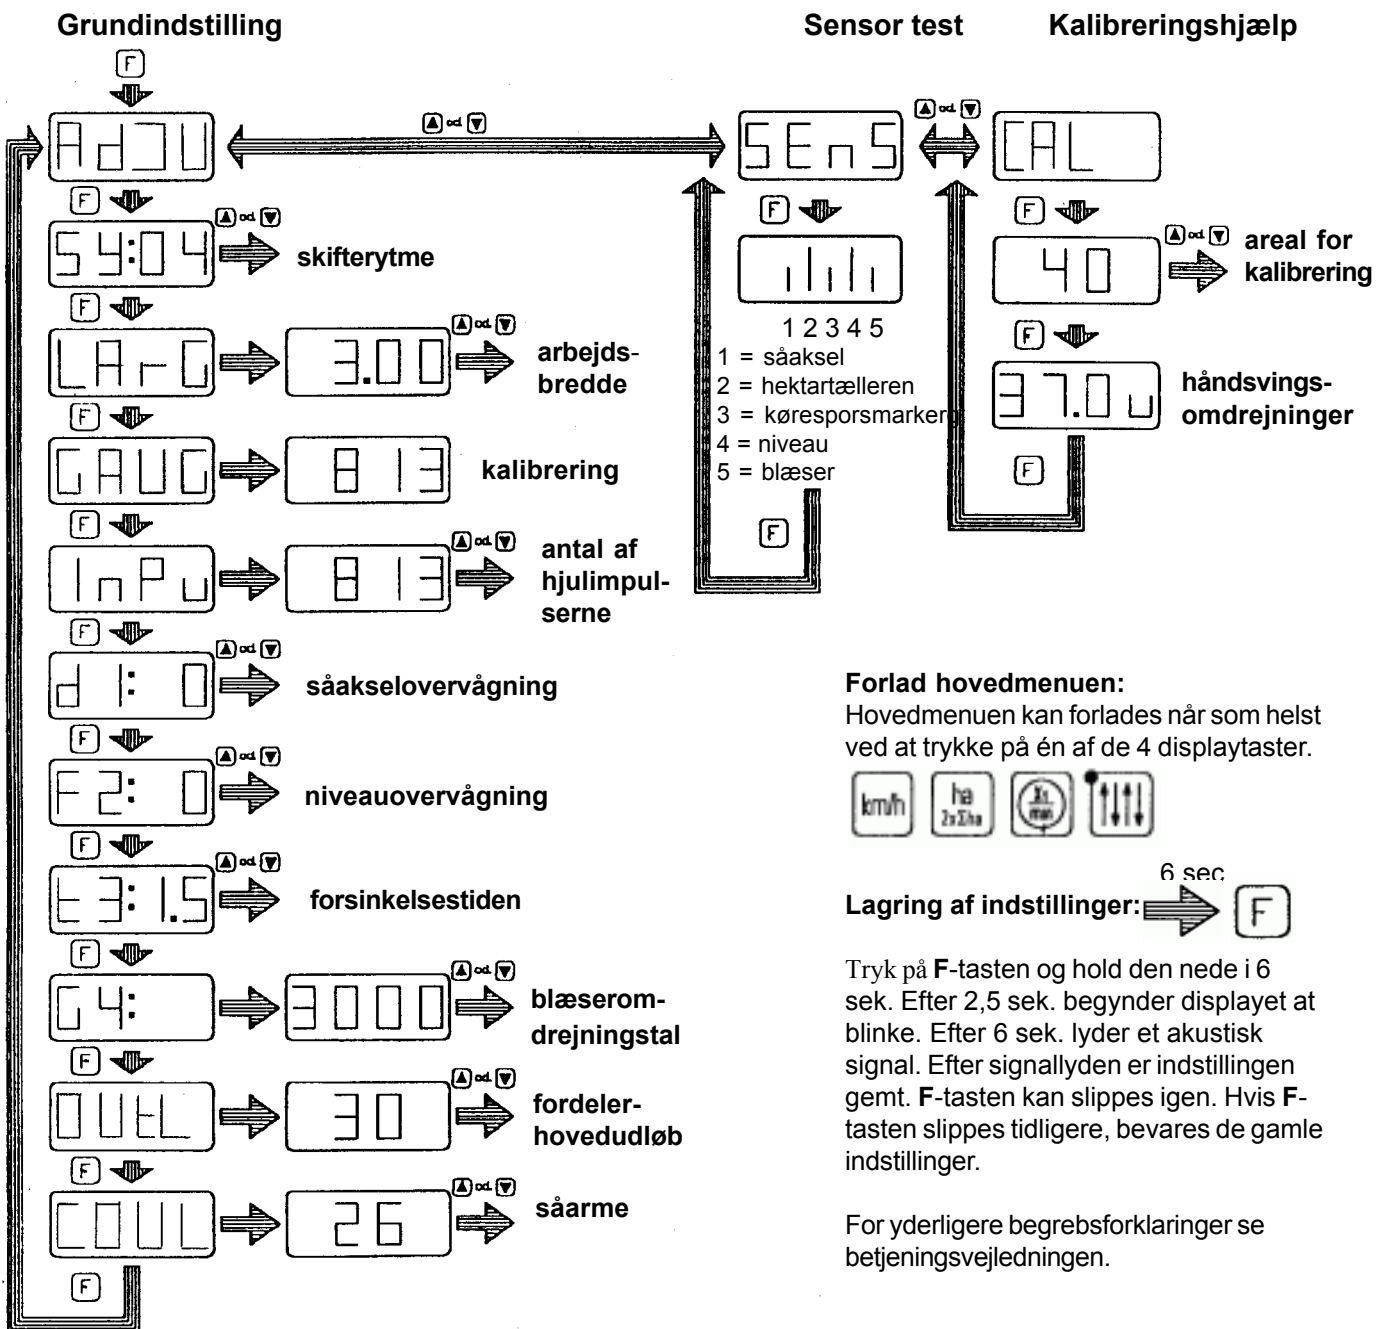 Grundindstilling
Sensor test
Kalibreringshjælp
F
▲ od. ▼
▲ od. ▼
AdJU
SEnS
CAL
F
▲ od. ▼
F
F
SY:04
skifterytme
40
▲ od. ▼
areal for
kalibrering
F
1 2 3 4 5
1 = såaksel
2 = hektartælleren
3 = køresporsmarker
4 = niveau
5 = blæser
F
F
37.0 u
håndsvings-
omdrejninger
F
LArG
3.00
▲ od. ▼
arbejds-
bredde
F
GAUG
813
kalibrering
F
InPu
813
▲ od. ▼
antal af
hjulimpul-
serne
F
d1: 0
▲ od. ▼
såakselovervågning
F
F2: 0
▲ od. ▼
niveauovervågning
F
t3:1.5
▲ od. ▼
forsinkelsestiden
F
G4:
3000
▲ od. ▼
blæserom-
drejningstal
F
OUtL
30
▲ od. ▼
fordeler-
hovedudløb
F
COUL
26
▲ od. ▼
såarme
F
Forlad hovedmenuen:
Hovedmenuen kan forlades når som helst
ved at trykke på én af de 4 displaytaster.
km/h
ha
2xΣha
min
6 sec
Lagring af indstillinger:
F
Tryk på F-tasten og hold den nede i 6
sek. Efter 2,5 sek. begynder displayet at
blinke. Efter 6 sek. lyder et akustisk
signal. Efter signallyden er indstillingen
gemt. F-tasten kan slippes igen. Hvis F-
tasten slippes tidligere, bevares de gamle
indstillinger.
For yderligere begrebsforklaringer se
betjeningsvejledningen.